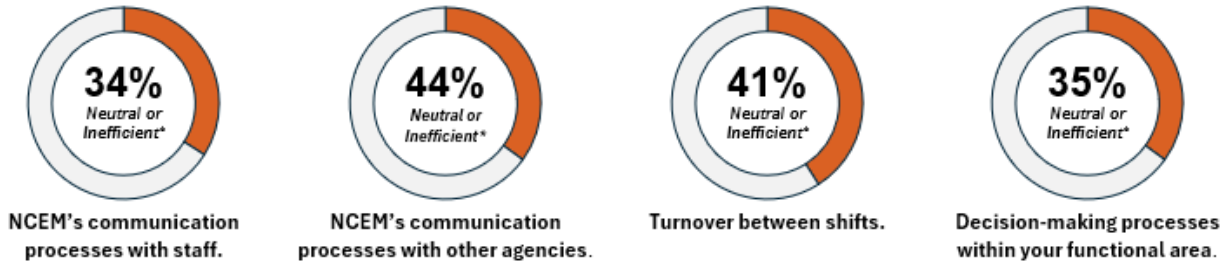 34%
Neutral or
Inefficient*
NCEM's communication
processes with staff.
44%
Neutral or
Inefficient*
NCEM's communication
processes with other agencies.
41%
Neutral or
Inefficient*
Turnover between shifts.
35%
Neutral or
Inefficient*
Decision-making processes
within your functional area.